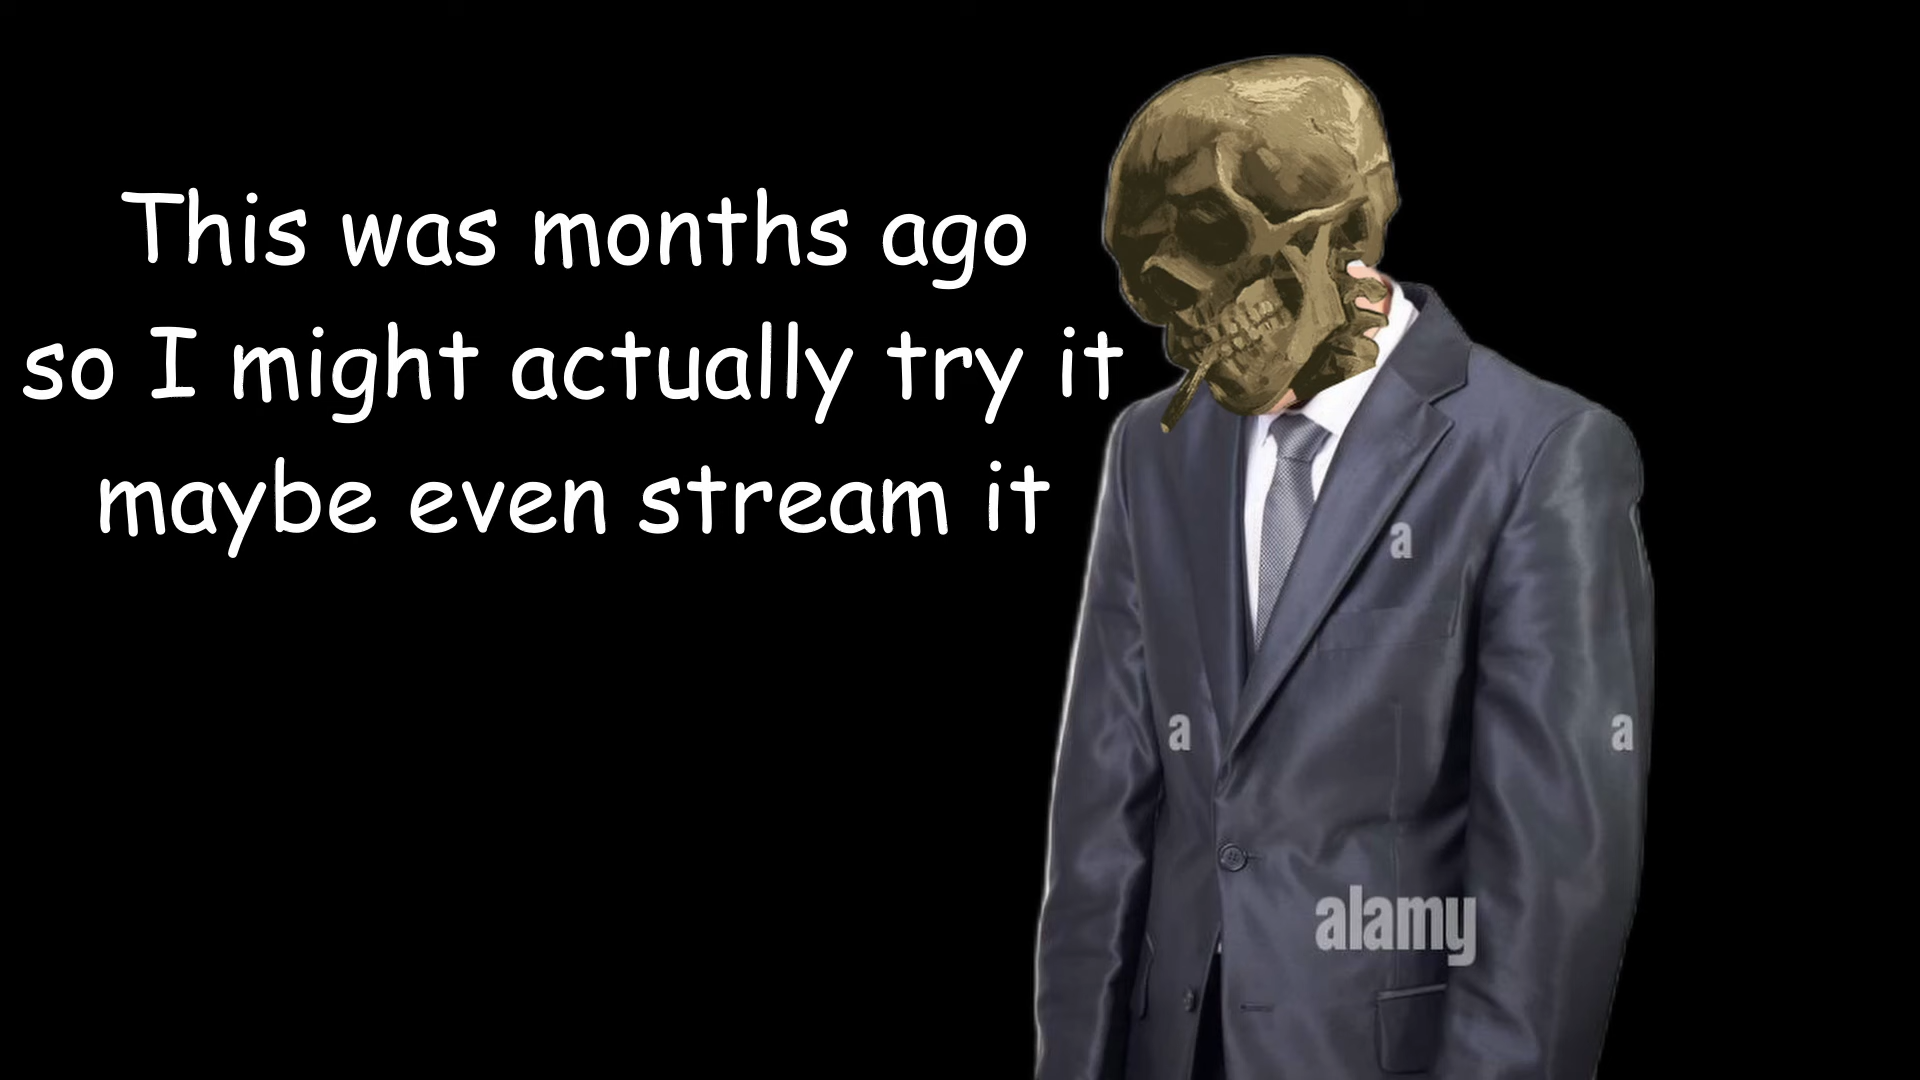 This was months ago
so I might actually try it
maybe even stream it
a
a
a
alamy